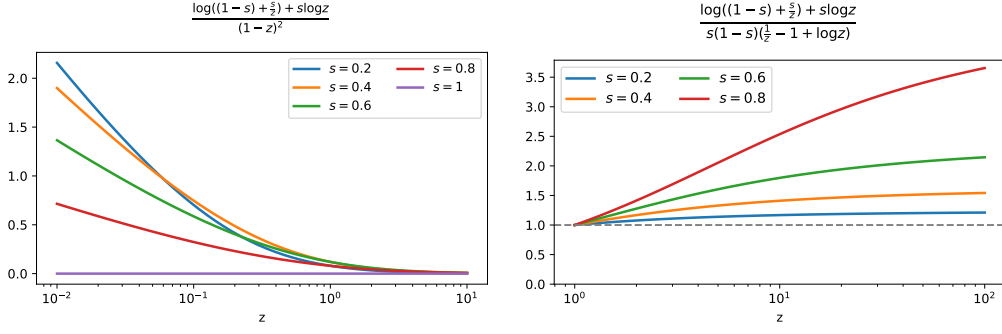 log((1−s)+s/z)+slogz
(1−z)²
2.0
1.5
1.0
0.5
0.0
s = 0.2
s = 0.4
s = 0.6
s = 0.8
s = 1
10⁻² 10⁻¹ 10⁰ 10¹
z
log((1−s)+s/z)+slogz
s(1−s)(1/z−1+logz)
3.5
3.0
2.5
2.0
1.5
1.0
0.5
0.0
s = 0.2
s = 0.4
s = 0.6
s = 0.8
10⁰ 10¹ 10²
z